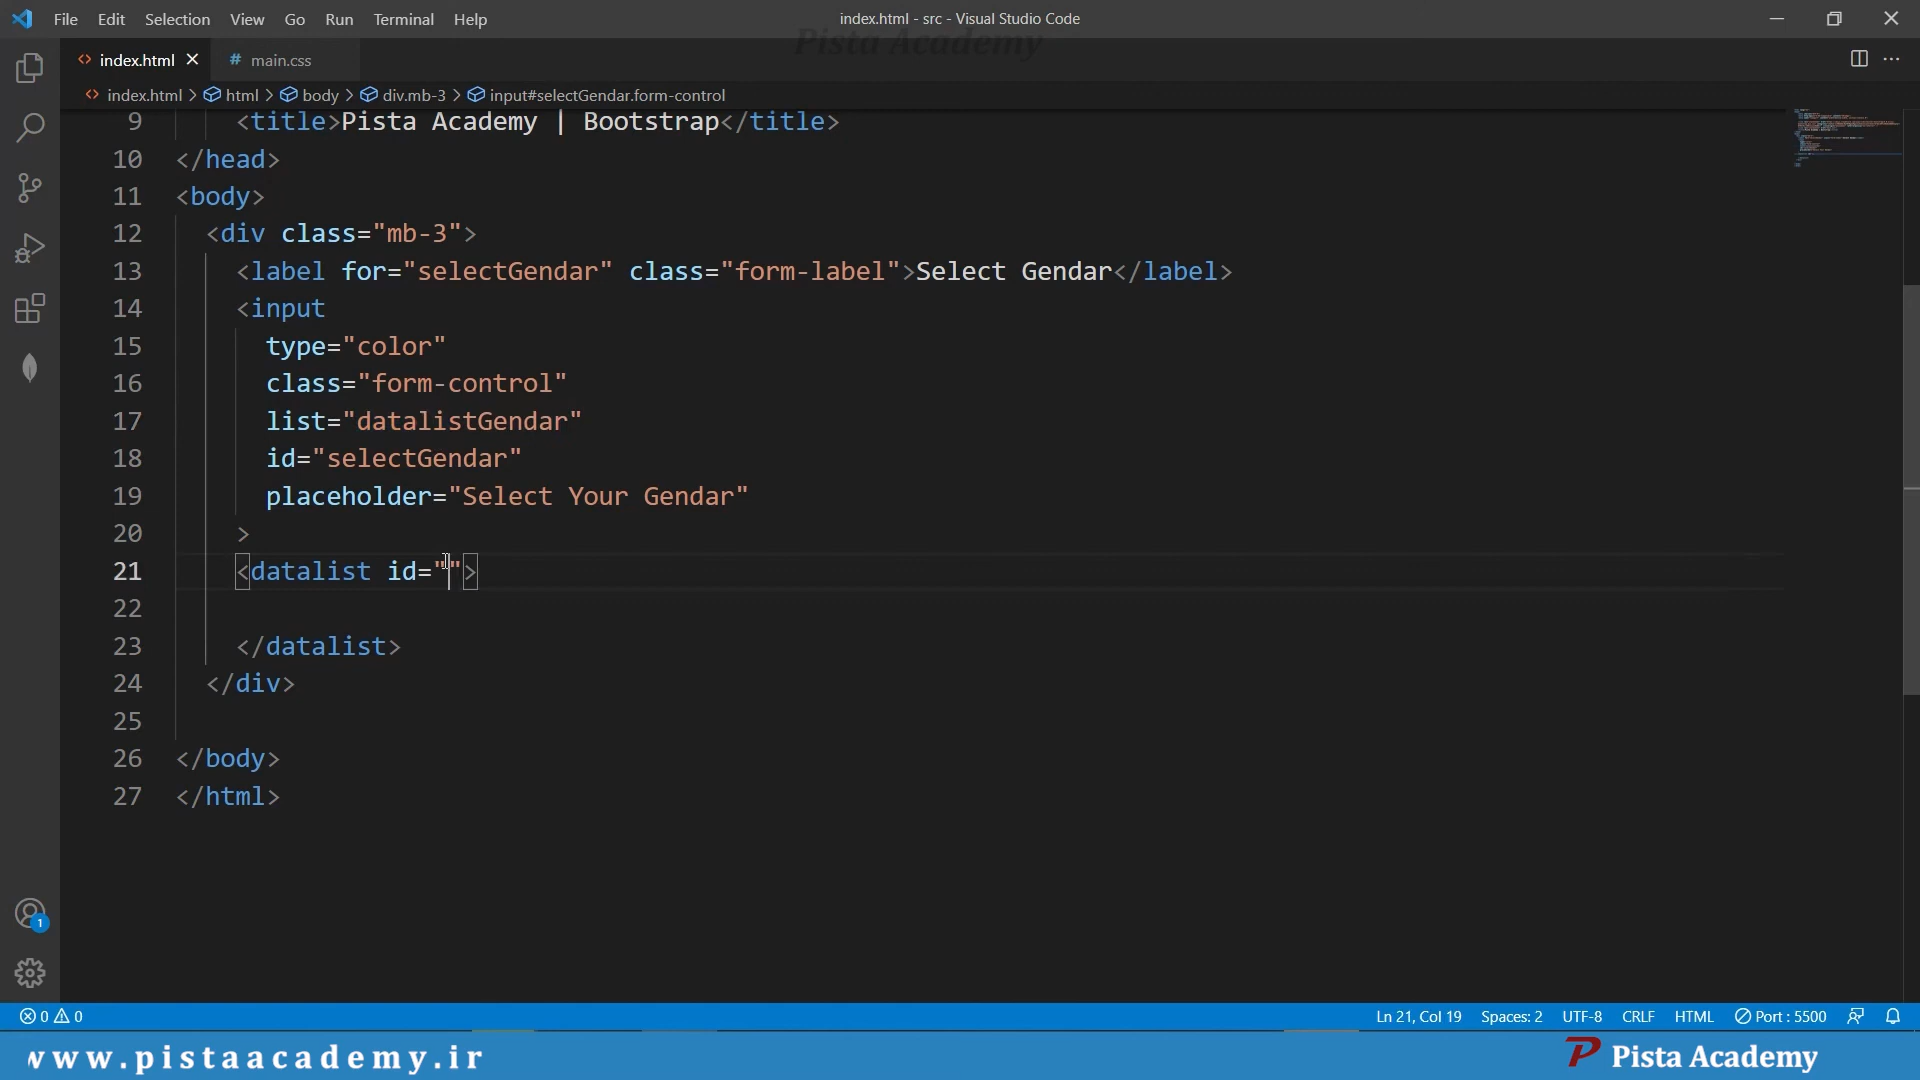 File Edit Selection View Go Run Terminal Help index.html - src - Visual Studio Code
Pista Academy
index.html # main.css
index.html > html > body > div.mb-3 > input#selectGendar.form-control
9 <title>Pista Academy | Bootstrap</title>
10 </head>
11 <body>
12 <div class="mb-3">
13 <label for="selectGendar" class="form-label">Select Gendar</label>
14 <input
15 type="color"
16 class="form-control"
17 list="datalistGendar"
18 id="selectGendar"
19 placeholder="Select Your Gendar"
20 >
21 <datalist id="">
22
23 </datalist>
24 </div>
25
26 </body>
27 </html>
1
0 0 Ln 21, Col 19 Spaces: 2 UTF-8 CRLF HTML Port : 5500
www.pistaacademy.ir Pista Academy